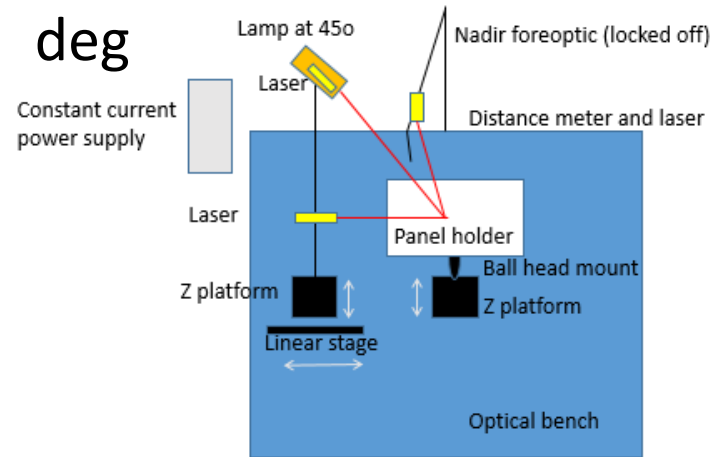 deg
Lamp at 45o
Nadir foreoptic (locked off)
Laser
Constant current
power supply
Distance meter and laser
Laser
Panel holder
Ball head mount
Z platform
Z platform
Linear stage
Optical bench